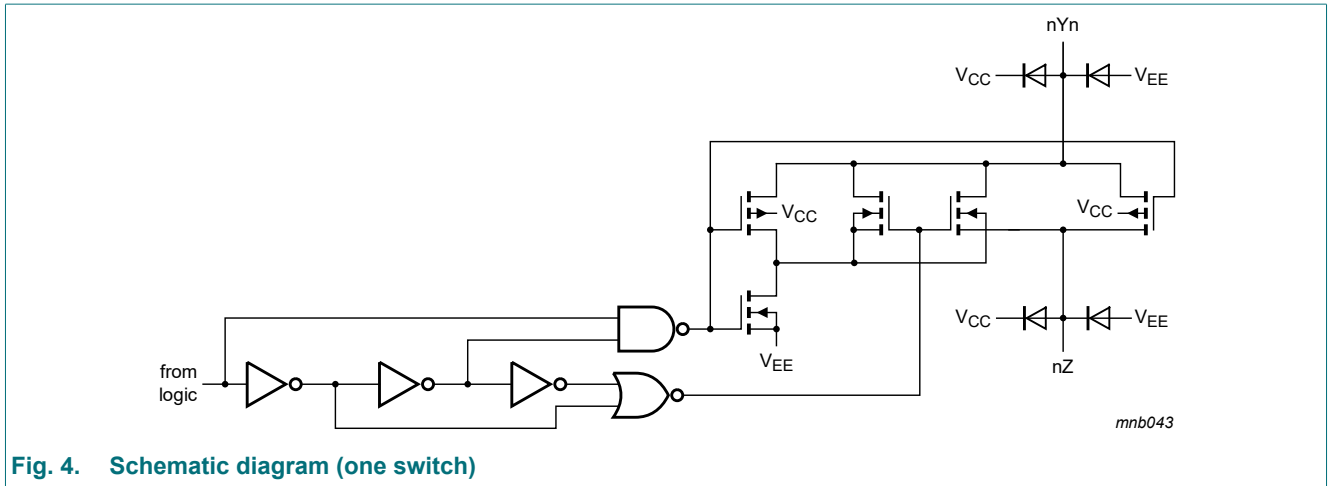 nYn
VCC
VEE
VCC
VCC
VEE
VCC
VEE
nZ
from
logic
mnb043
Fig. 4. Schematic diagram (one switch)